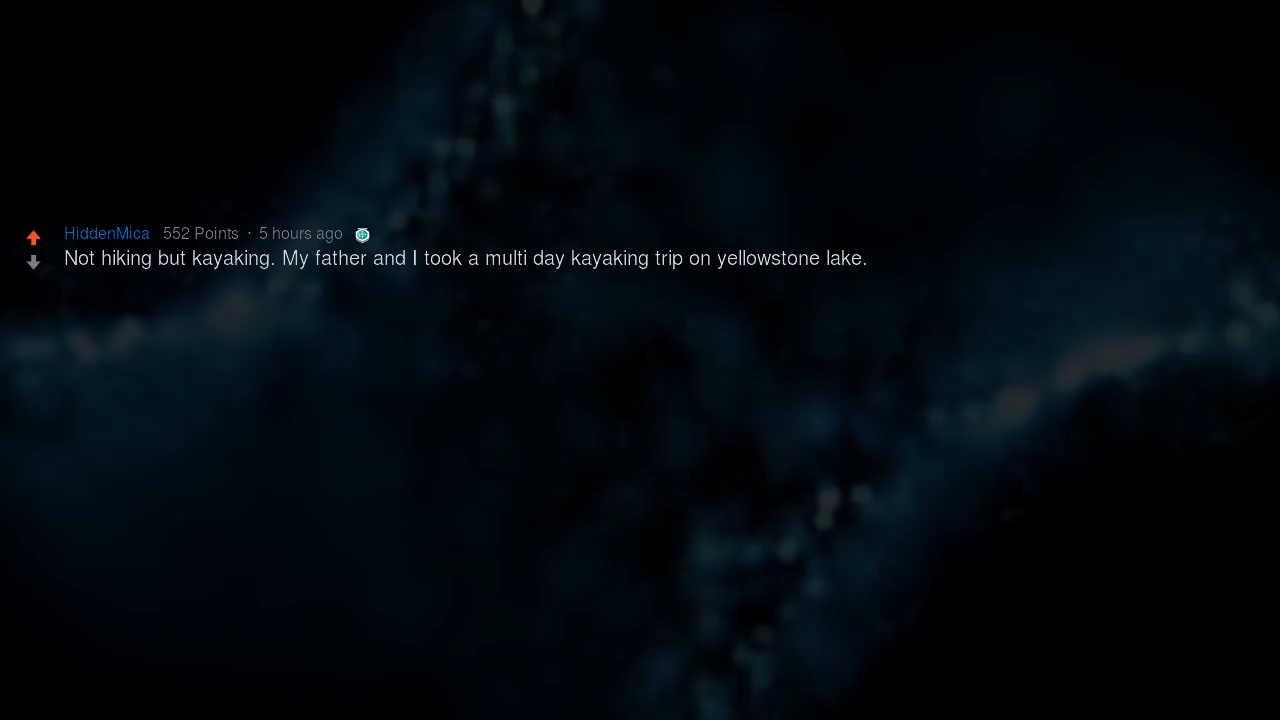 HiddenMica 552 Points · 5 hours ago
Not hiking but kayaking. My father and I took a multi day kayaking trip on yellowstone lake.